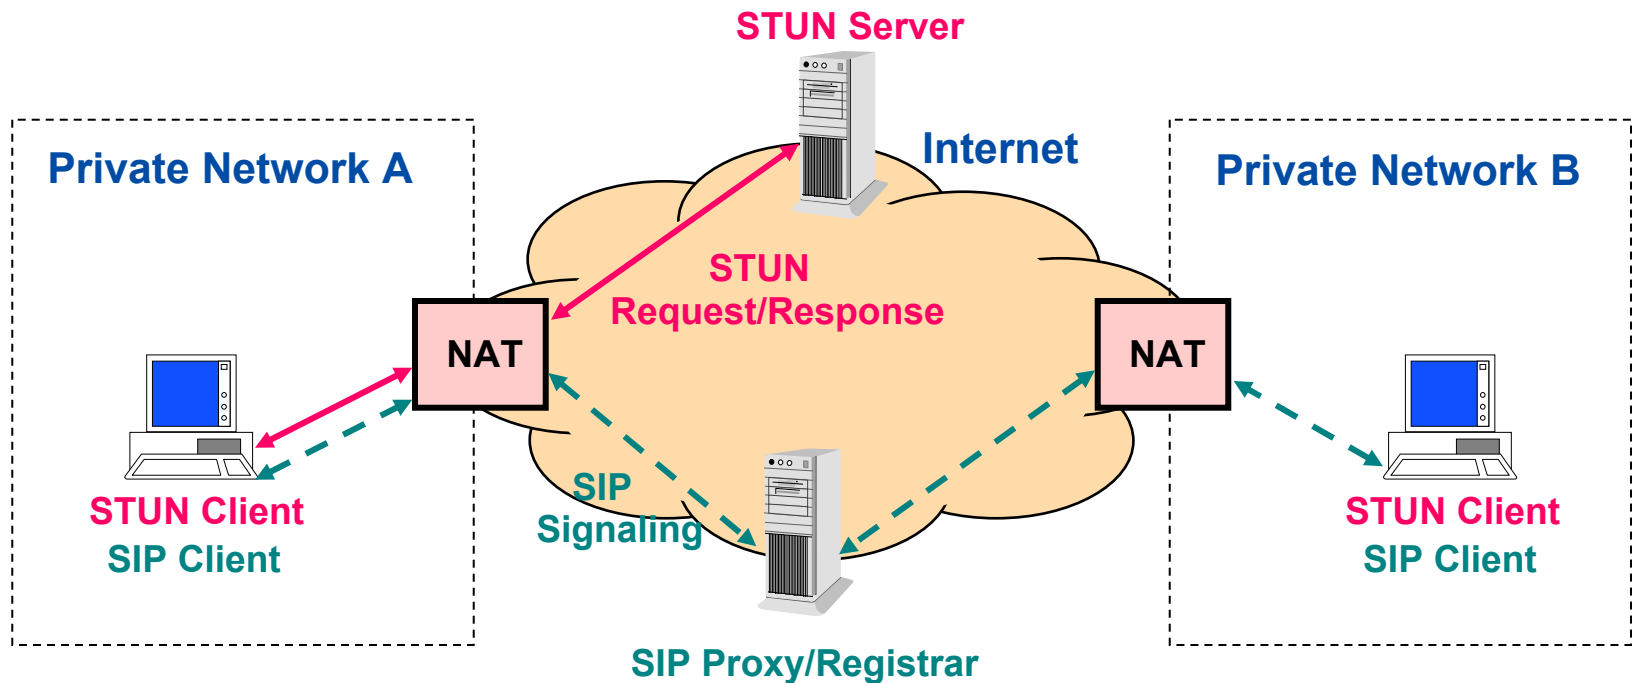 STUN Server
Private Network A
Internet
Private Network B
STUN
Request/Response
NAT
NAT
SIP
Signaling
STUN Client
SIP Client
STUN Client
SIP Client
SIP Proxy/Registrar